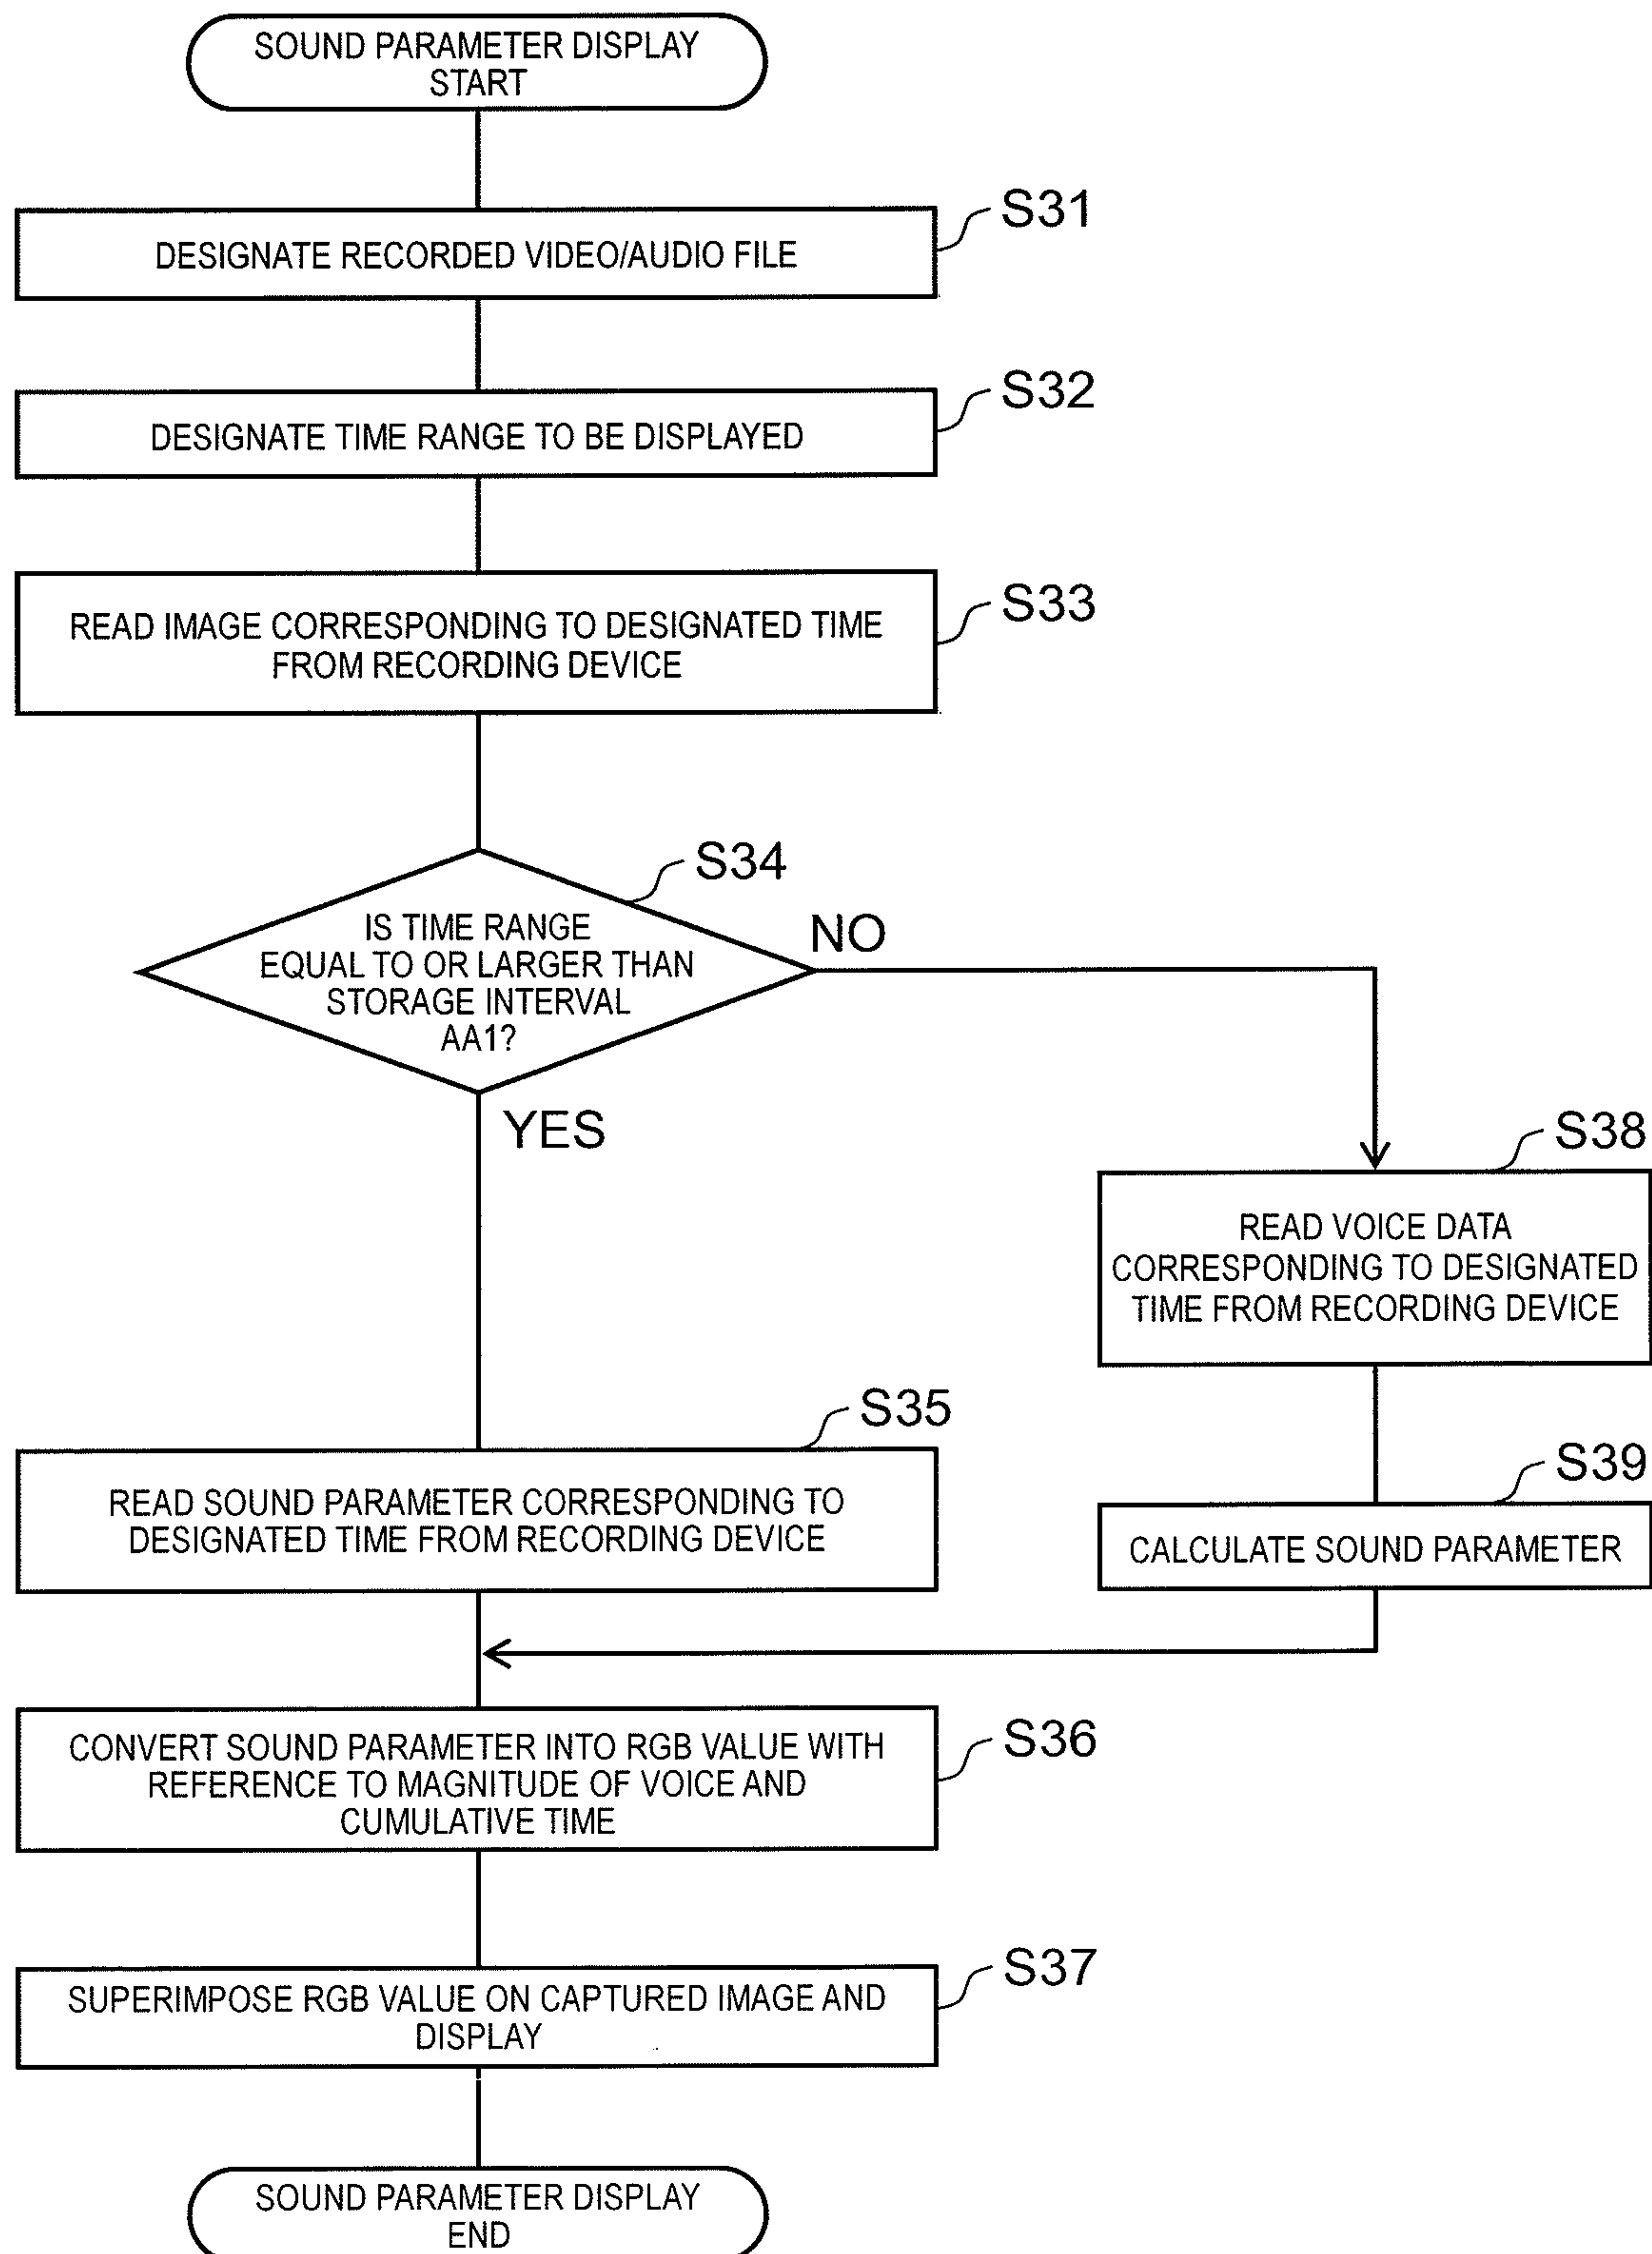 SOUND PARAMETER DISPLAY
START
S31
DESIGNATE RECORDED VIDEO/AUDIO FILE
S32
DESIGNATE TIME RANGE TO BE DISPLAYED
S33
READ IMAGE CORRESPONDING TO DESIGNATED TIME
FROM RECORDING DEVICE
S34
IS TIME RANGE
EQUAL TO OR LARGER THAN
STORAGE INTERVAL
AA1?
NO
YES
S38
READ VOICE DATA
CORRESPONDING TO DESIGNATED
TIME FROM RECORDING DEVICE
S35
READ SOUND PARAMETER CORRESPONDING TO
DESIGNATED TIME FROM RECORDING DEVICE
S39
CALCULATE SOUND PARAMETER
S36
CONVERT SOUND PARAMETER INTO RGB VALUE WITH
REFERENCE TO MAGNITUDE OF VOICE AND
CUMULATIVE TIME
S37
SUPERIMPOSE RGB VALUE ON CAPTURED IMAGE AND
DISPLAY
SOUND PARAMETER DISPLAY
END